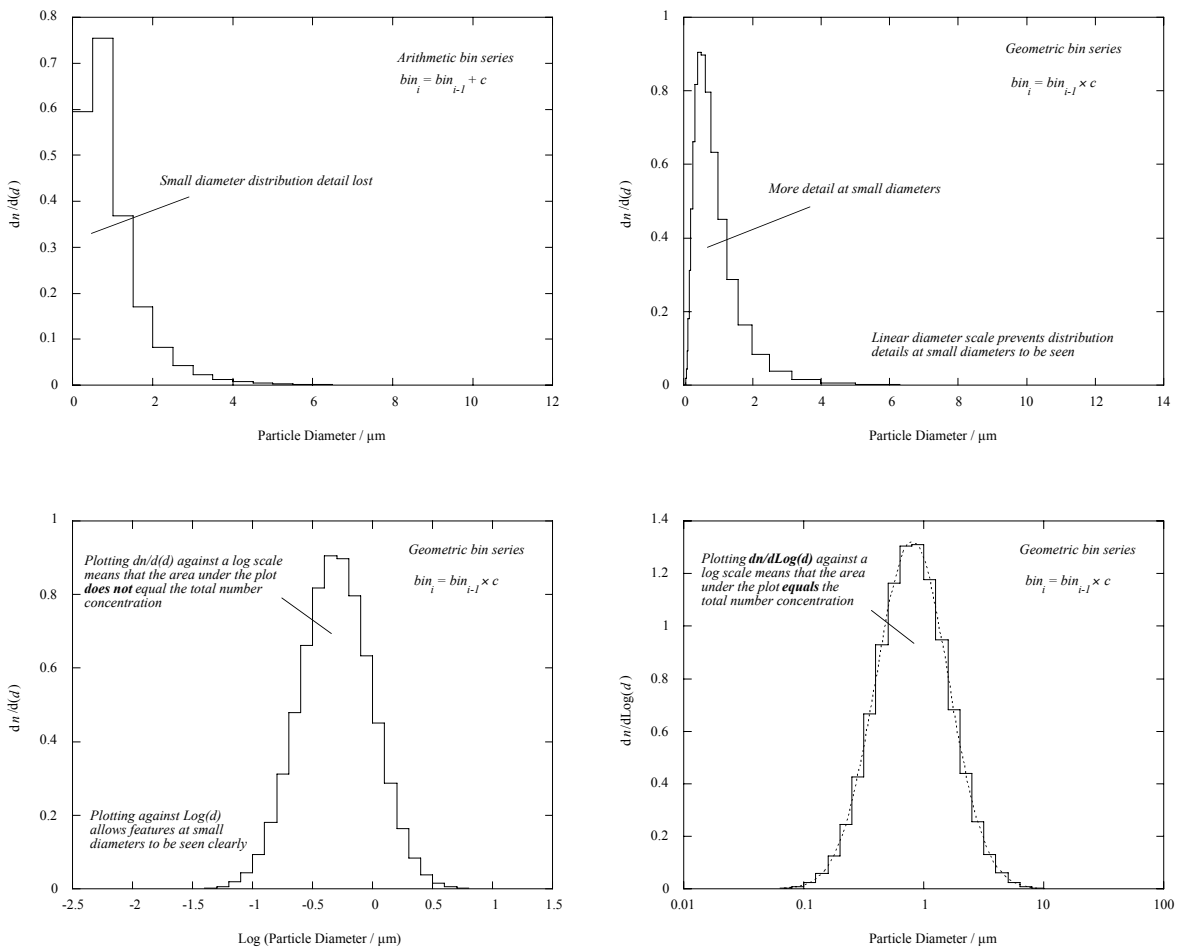 0.8
0.7
0.6
0.5
0.4
0.3
0.2
0.1
0
dn/d(d)
Arithmetic bin series
bin_i = bin_{i-1} + c
Small diameter distribution detail lost
0 2 4 6 8 10 12
Particle Diameter / µm
1
0.8
0.6
0.4
0.2
0
dn/d(d)
Geometric bin series
bin_i = bin_{i-1} × c
More detail at small diameters
Linear diameter scale prevents distribution
details at small diameters to be seen
0 2 4 6 8 10 12 14
Particle Diameter / µm
1
0.8
0.6
0.4
0.2
0
dn/d(d)
Plotting dn/d(d) against a log scale
means that the area under the plot
does not equal the total number
concentration
Geometric bin series
bin_i = bin_{i-1} × c
Plotting against Log(d)
allows features at small
diameters to be seen clearly
-2.5 -2 -1.5 -1 -0.5 0 0.5 1 1.5
Log (Particle Diameter / µm)
1.4
1.2
1
0.8
0.6
0.4
0.2
0
dn/dLog(d)
Plotting dn/dLog(d) against a
log scale means that the area
under the plot equals the
total number concentration
Geometric bin series
bin_i = bin_{i-1} × c
0.01 0.1 1 10 100
Particle Diameter / µm